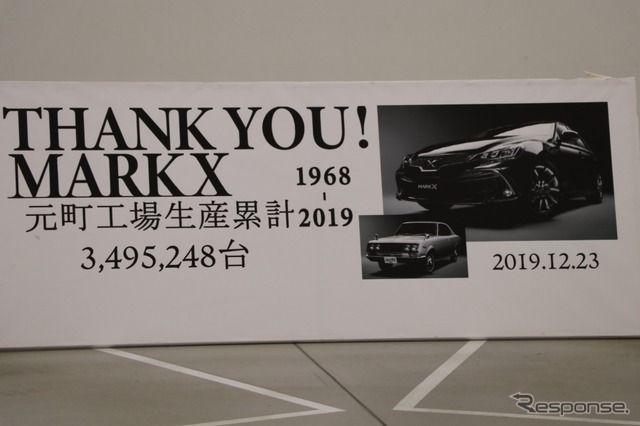 THANK YOU!
MARK X
元町工場生産累計
3,495,248台
1968
-
2019
MARKX
2019.12.23
Response.